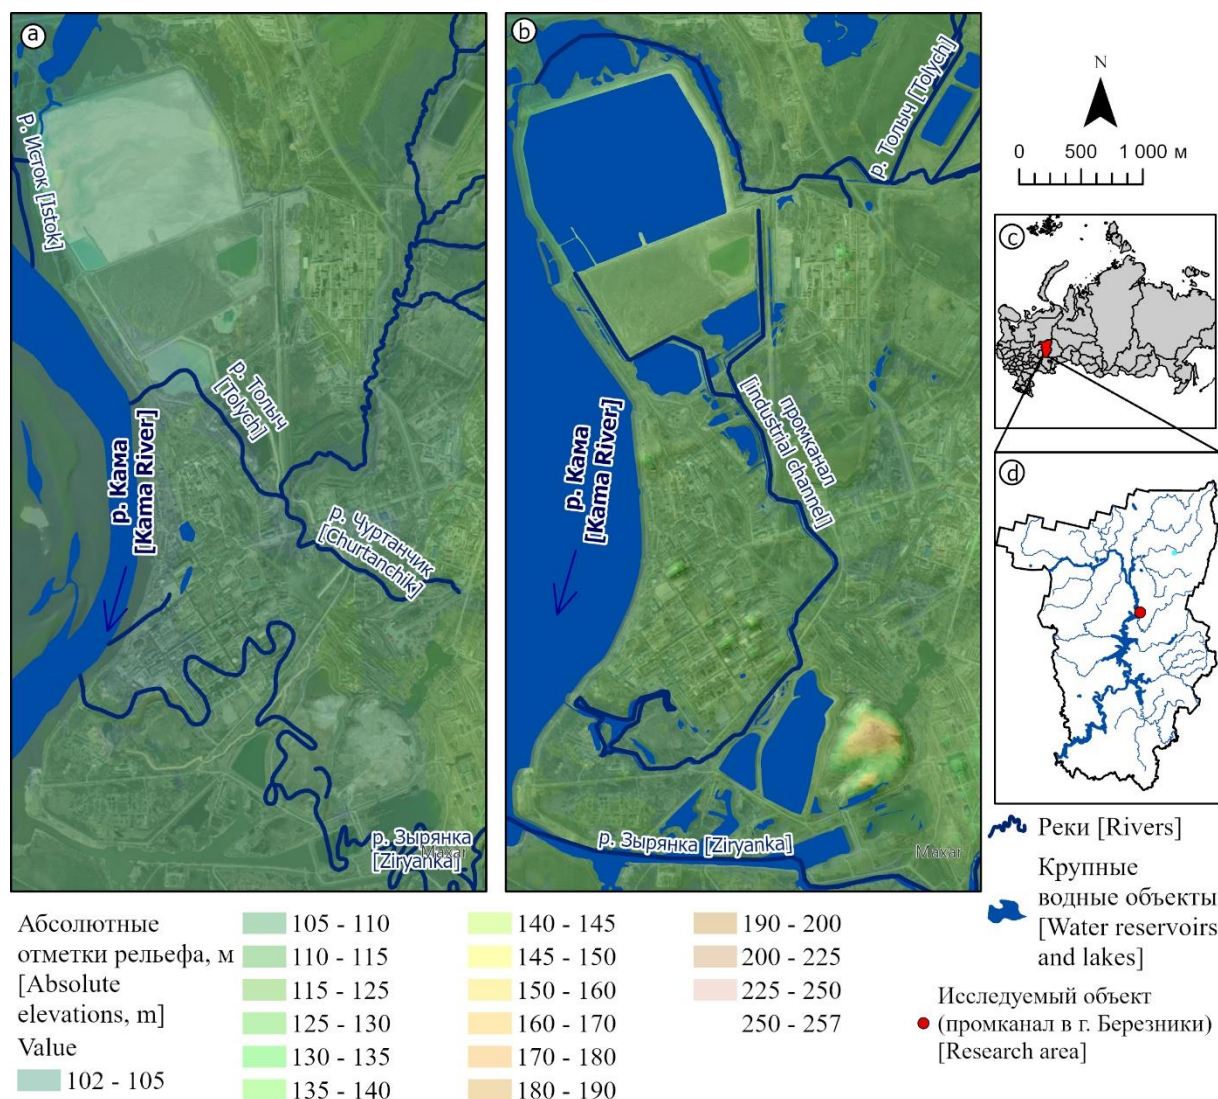 a
р. Исток [Istok]
р. Толыч
[Tolych]
р. Кама
[Kama River]
р. Чуртанчик
[Churtanchik]
р. Зырянка
[Ziryanka]
Maxar
b
р. Толыч [Tolych]
промканал
[industrial channel]
р. Кама
[Kama River]
р. Зырянка [Ziryanka]
Maxar
N
0 500 1 000 м
c
d
Реки [Rivers]
Крупные
водные объекты
[Water reservoirs
and lakes]
Исследуемый объект
(промканал в г. Березники)
[Research area]
Абсолютные
отметки рельефа, м
[Absolute
elevations, m]
Value
102 - 105
105 - 110
110 - 115
115 - 125
125 - 130
130 - 135
135 - 140
140 - 145
145 - 150
150 - 160
160 - 170
170 - 180
180 - 190
190 - 200
200 - 225
225 - 250
250 - 257